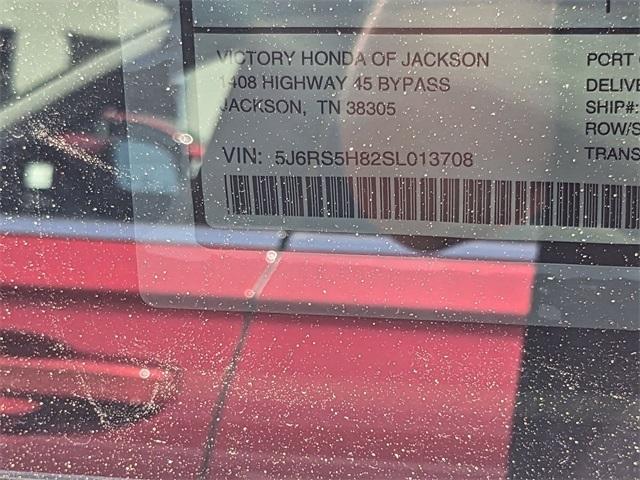 VICTORY HONDA OF JACKSON
1408 HIGHWAY 45 BYPASS
JACKSON, TN 38305
VIN: 5J6RS5H82SL013708
PORT
DELIVE
SHIP#:
ROW/S
TRANS